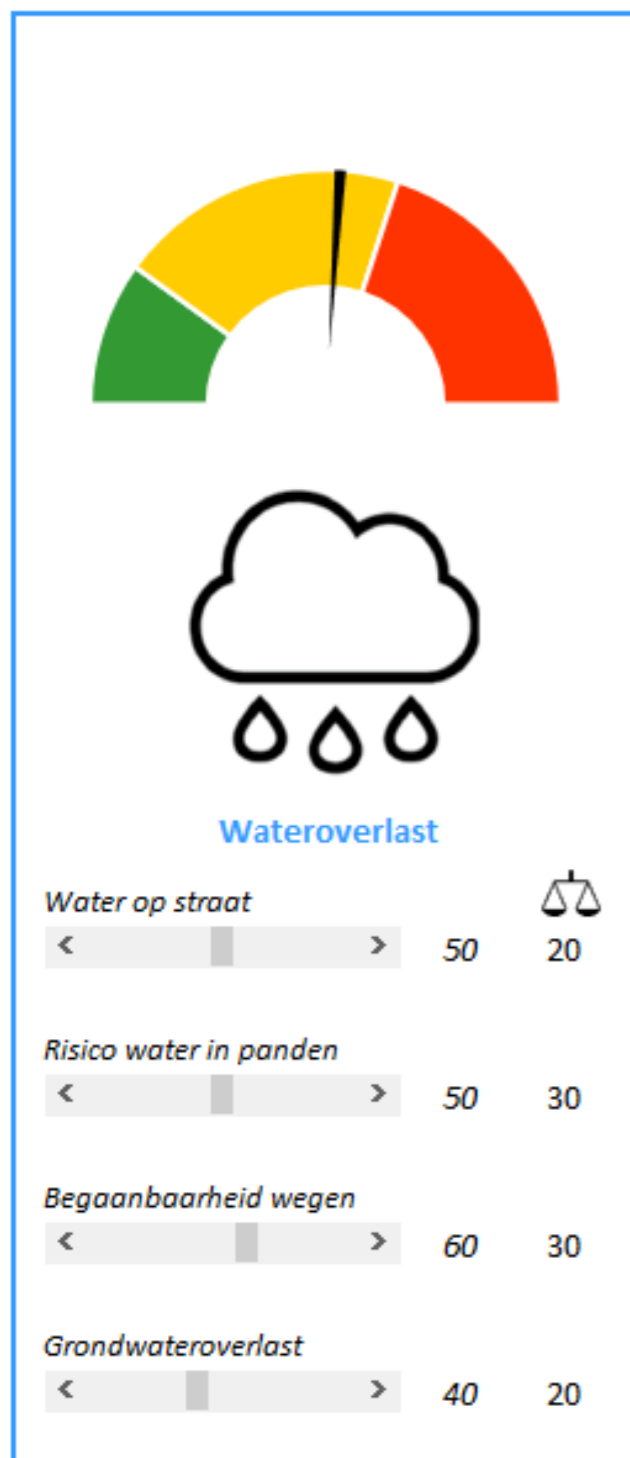 Wateroverlast
Water op straat
50 20
Risico water in panden
50 30
Begaanbaarheid wegen
60 30
Grondwateroverlast
40 20